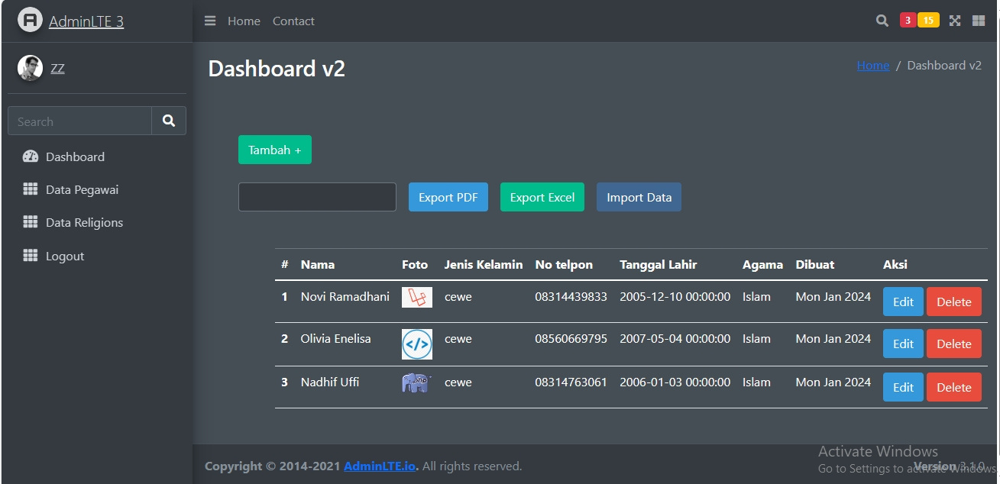 AdminLTE 3
Home Contact
3 15
ZZ
Dashboard v2
Home / Dashboard v2
Search
Dashboard
Data Pegawai
Data Religions
Logout
Tambah +
Export PDF Export Excel Import Data
# Nama Foto Jenis Kelamin No telpon Tanggal Lahir Agama Dibuat Aksi
1 Novi Ramadhani cewe 08314439833 2005-12-10 00:00:00 Islam Mon Jan 2024 Edit Delete
2 Olivia Enelisa </> cewe 08560669795 2007-05-04 00:00:00 Islam Mon Jan 2024 Edit Delete
3 Nadhif Uffi php cewe 08314763061 2006-01-03 00:00:00 Islam Mon Jan 2024 Edit Delete
Activate Windows
Go to Settings to activate Windows.
Copyright © 2014-2021 AdminLTE.io. All rights reserved.
Version 3.1.0